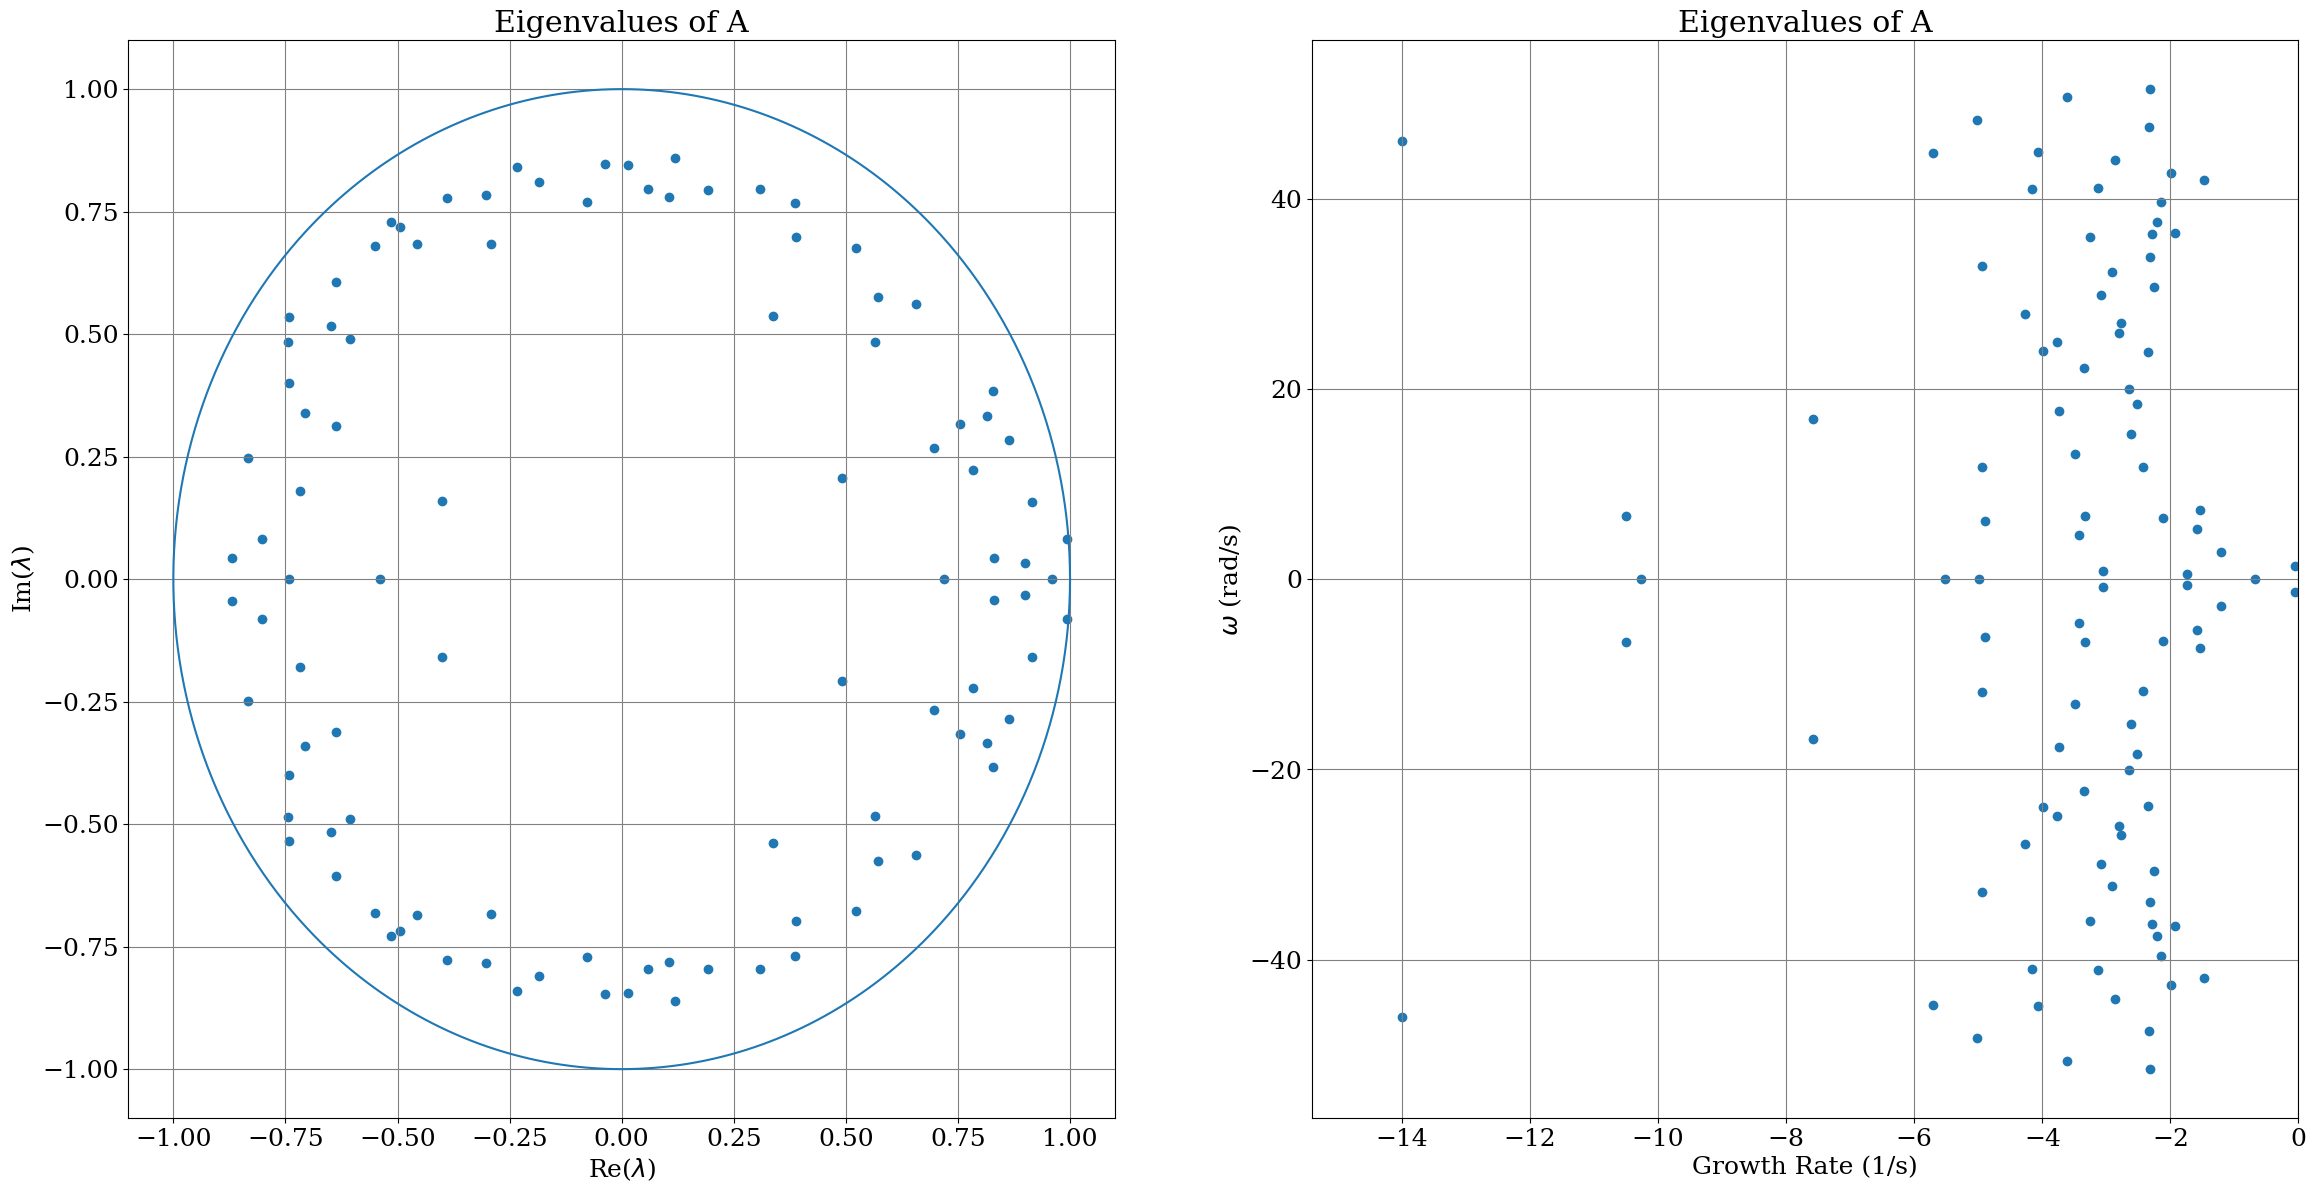 Eigenvalues of A
1.00
0.75
0.50
0.25
0.00
−0.25
−0.50
−0.75
−1.00
Im(λ)
−1.00 −0.75 −0.50 −0.25 0.00 0.25 0.50 0.75 1.00
Re(λ)
Eigenvalues of A
40
20
0
−20
−40
ω (rad/s)
−14 −12 −10 −8 −6 −4 −2 0
Growth Rate (1/s)